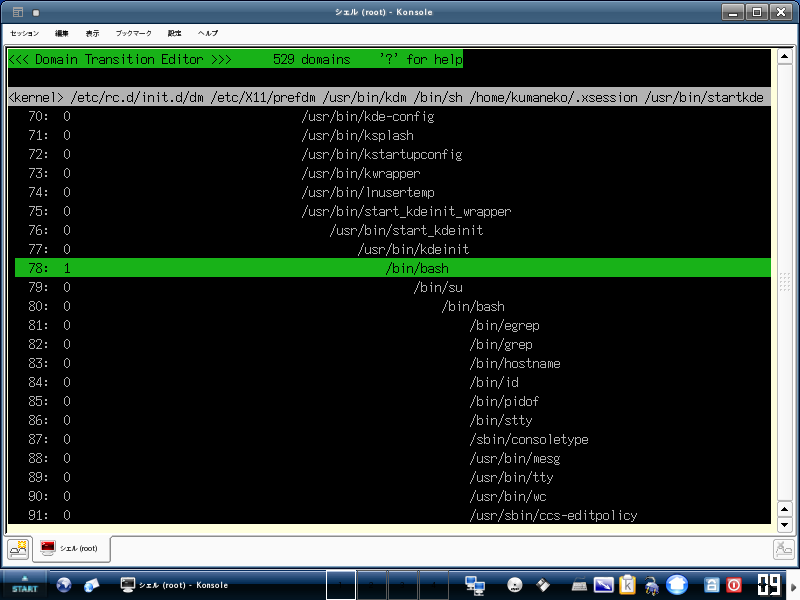 シェル (root) - Konsole
セッション 編集 表示 ブックマーク 設定 ヘルプ
<<< Domain Transition Editor >>> 529 domains '?' for help
<kernel> /etc/rc.d/init.d/dm /etc/X11/prefdm /usr/bin/kdm /bin/sh /home/kumaneko/.xsession /usr/bin/startkde
70: 0 /usr/bin/kde-config
71: 0 /usr/bin/ksplash
72: 0 /usr/bin/kstartupconfig
73: 0 /usr/bin/kwrapper
74: 0 /usr/bin/lnusertemp
75: 0 /usr/bin/start_kdeinit_wrapper
76: 0 /usr/bin/start_kdeinit
77: 0 /usr/bin/kdeinit
78: 1 /bin/bash
79: 0 /bin/su
80: 0 /bin/bash
81: 0 /bin/egrep
82: 0 /bin/grep
83: 0 /bin/hostname
84: 0 /bin/id
85: 0 /bin/pidof
86: 0 /bin/stty
87: 0 /sbin/consoletype
88: 0 /usr/bin/mesg
89: 0 /usr/bin/tty
90: 0 /usr/bin/wc
91: 0 /usr/sbin/ccs-editpolicy
シェル (root)
START シェル (root) - Konsole